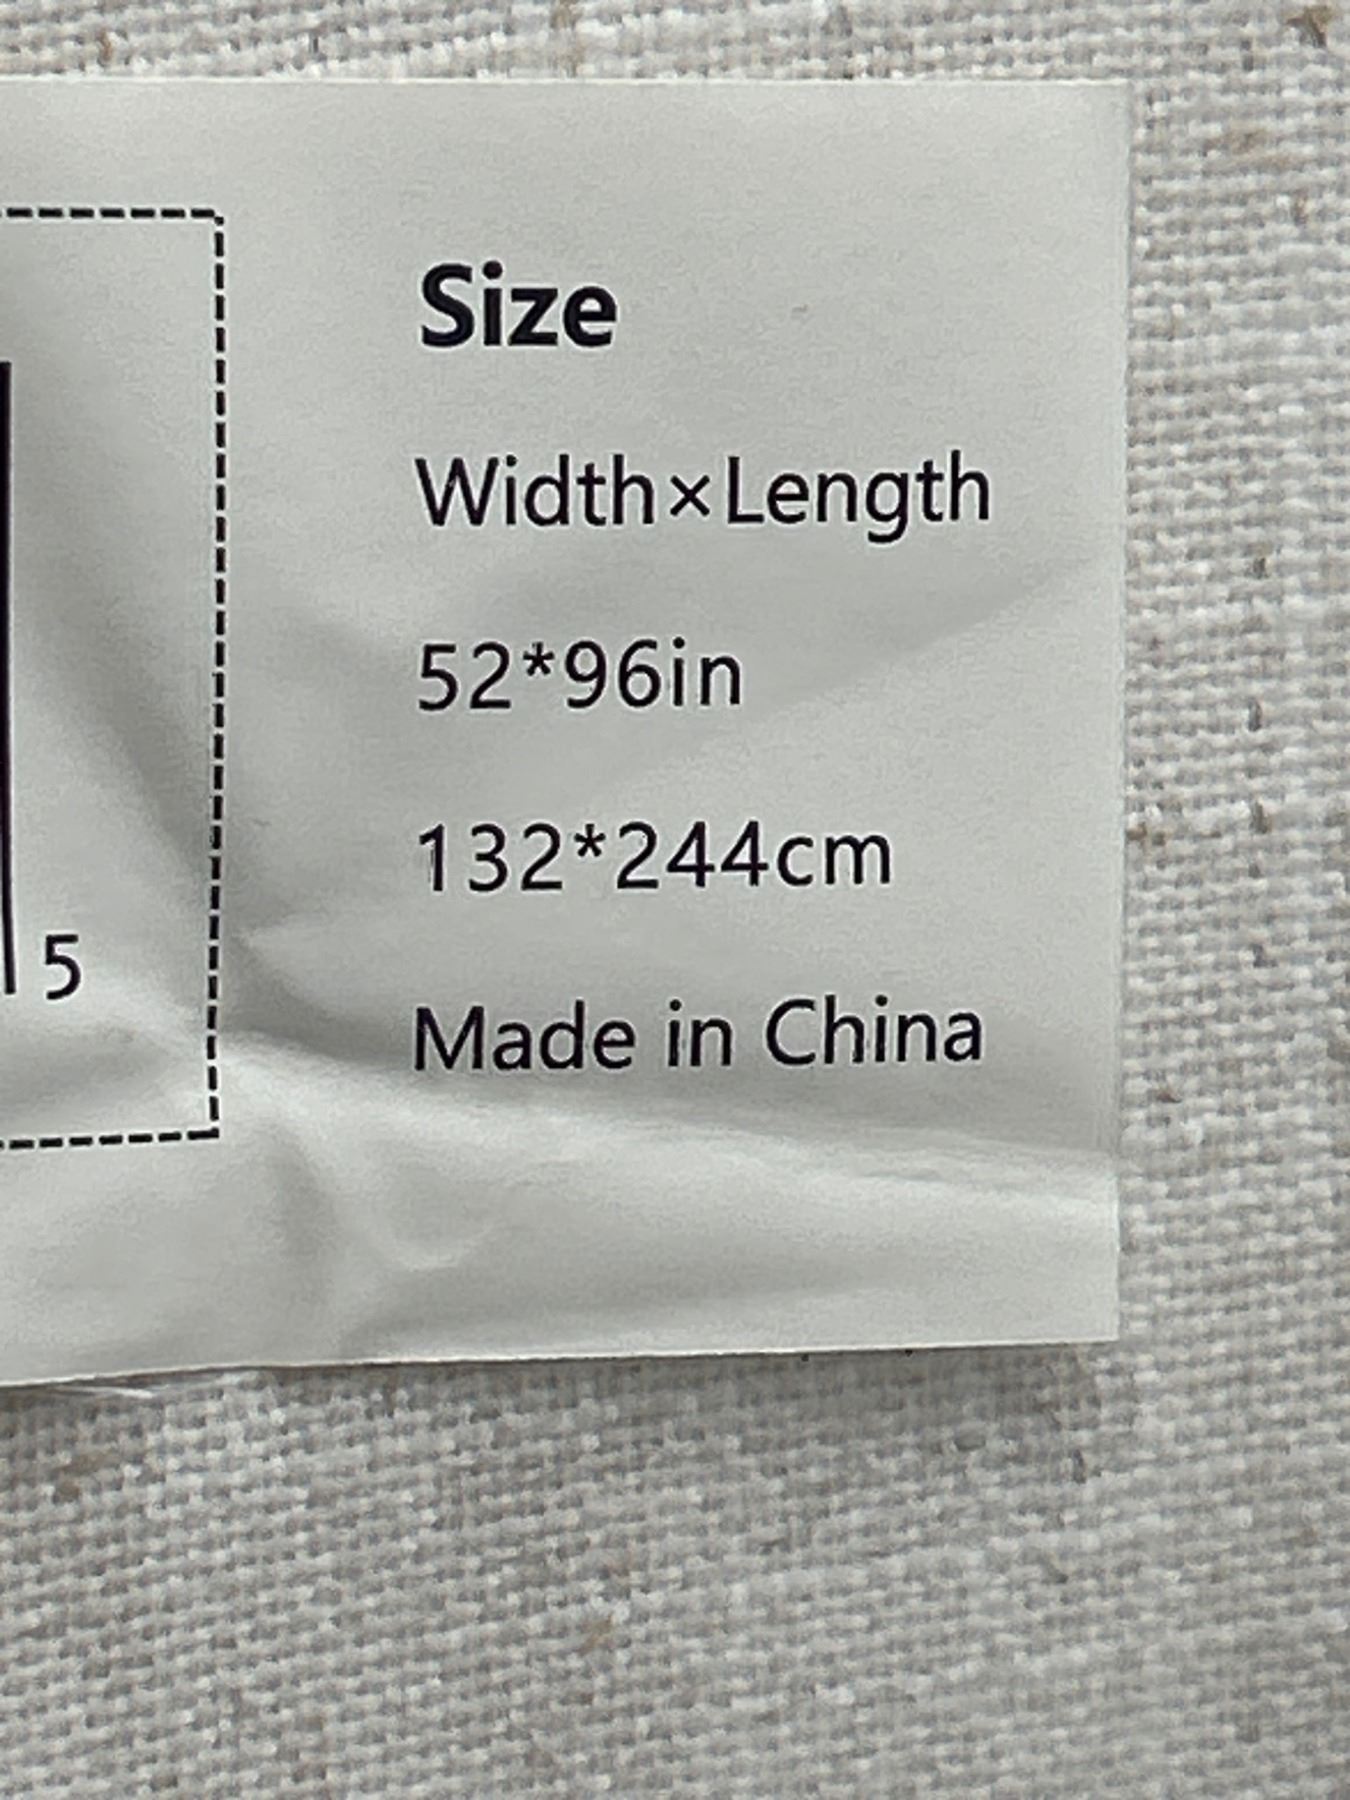 Size
Width×Length
52*96in
132*244cm
5
Made in China